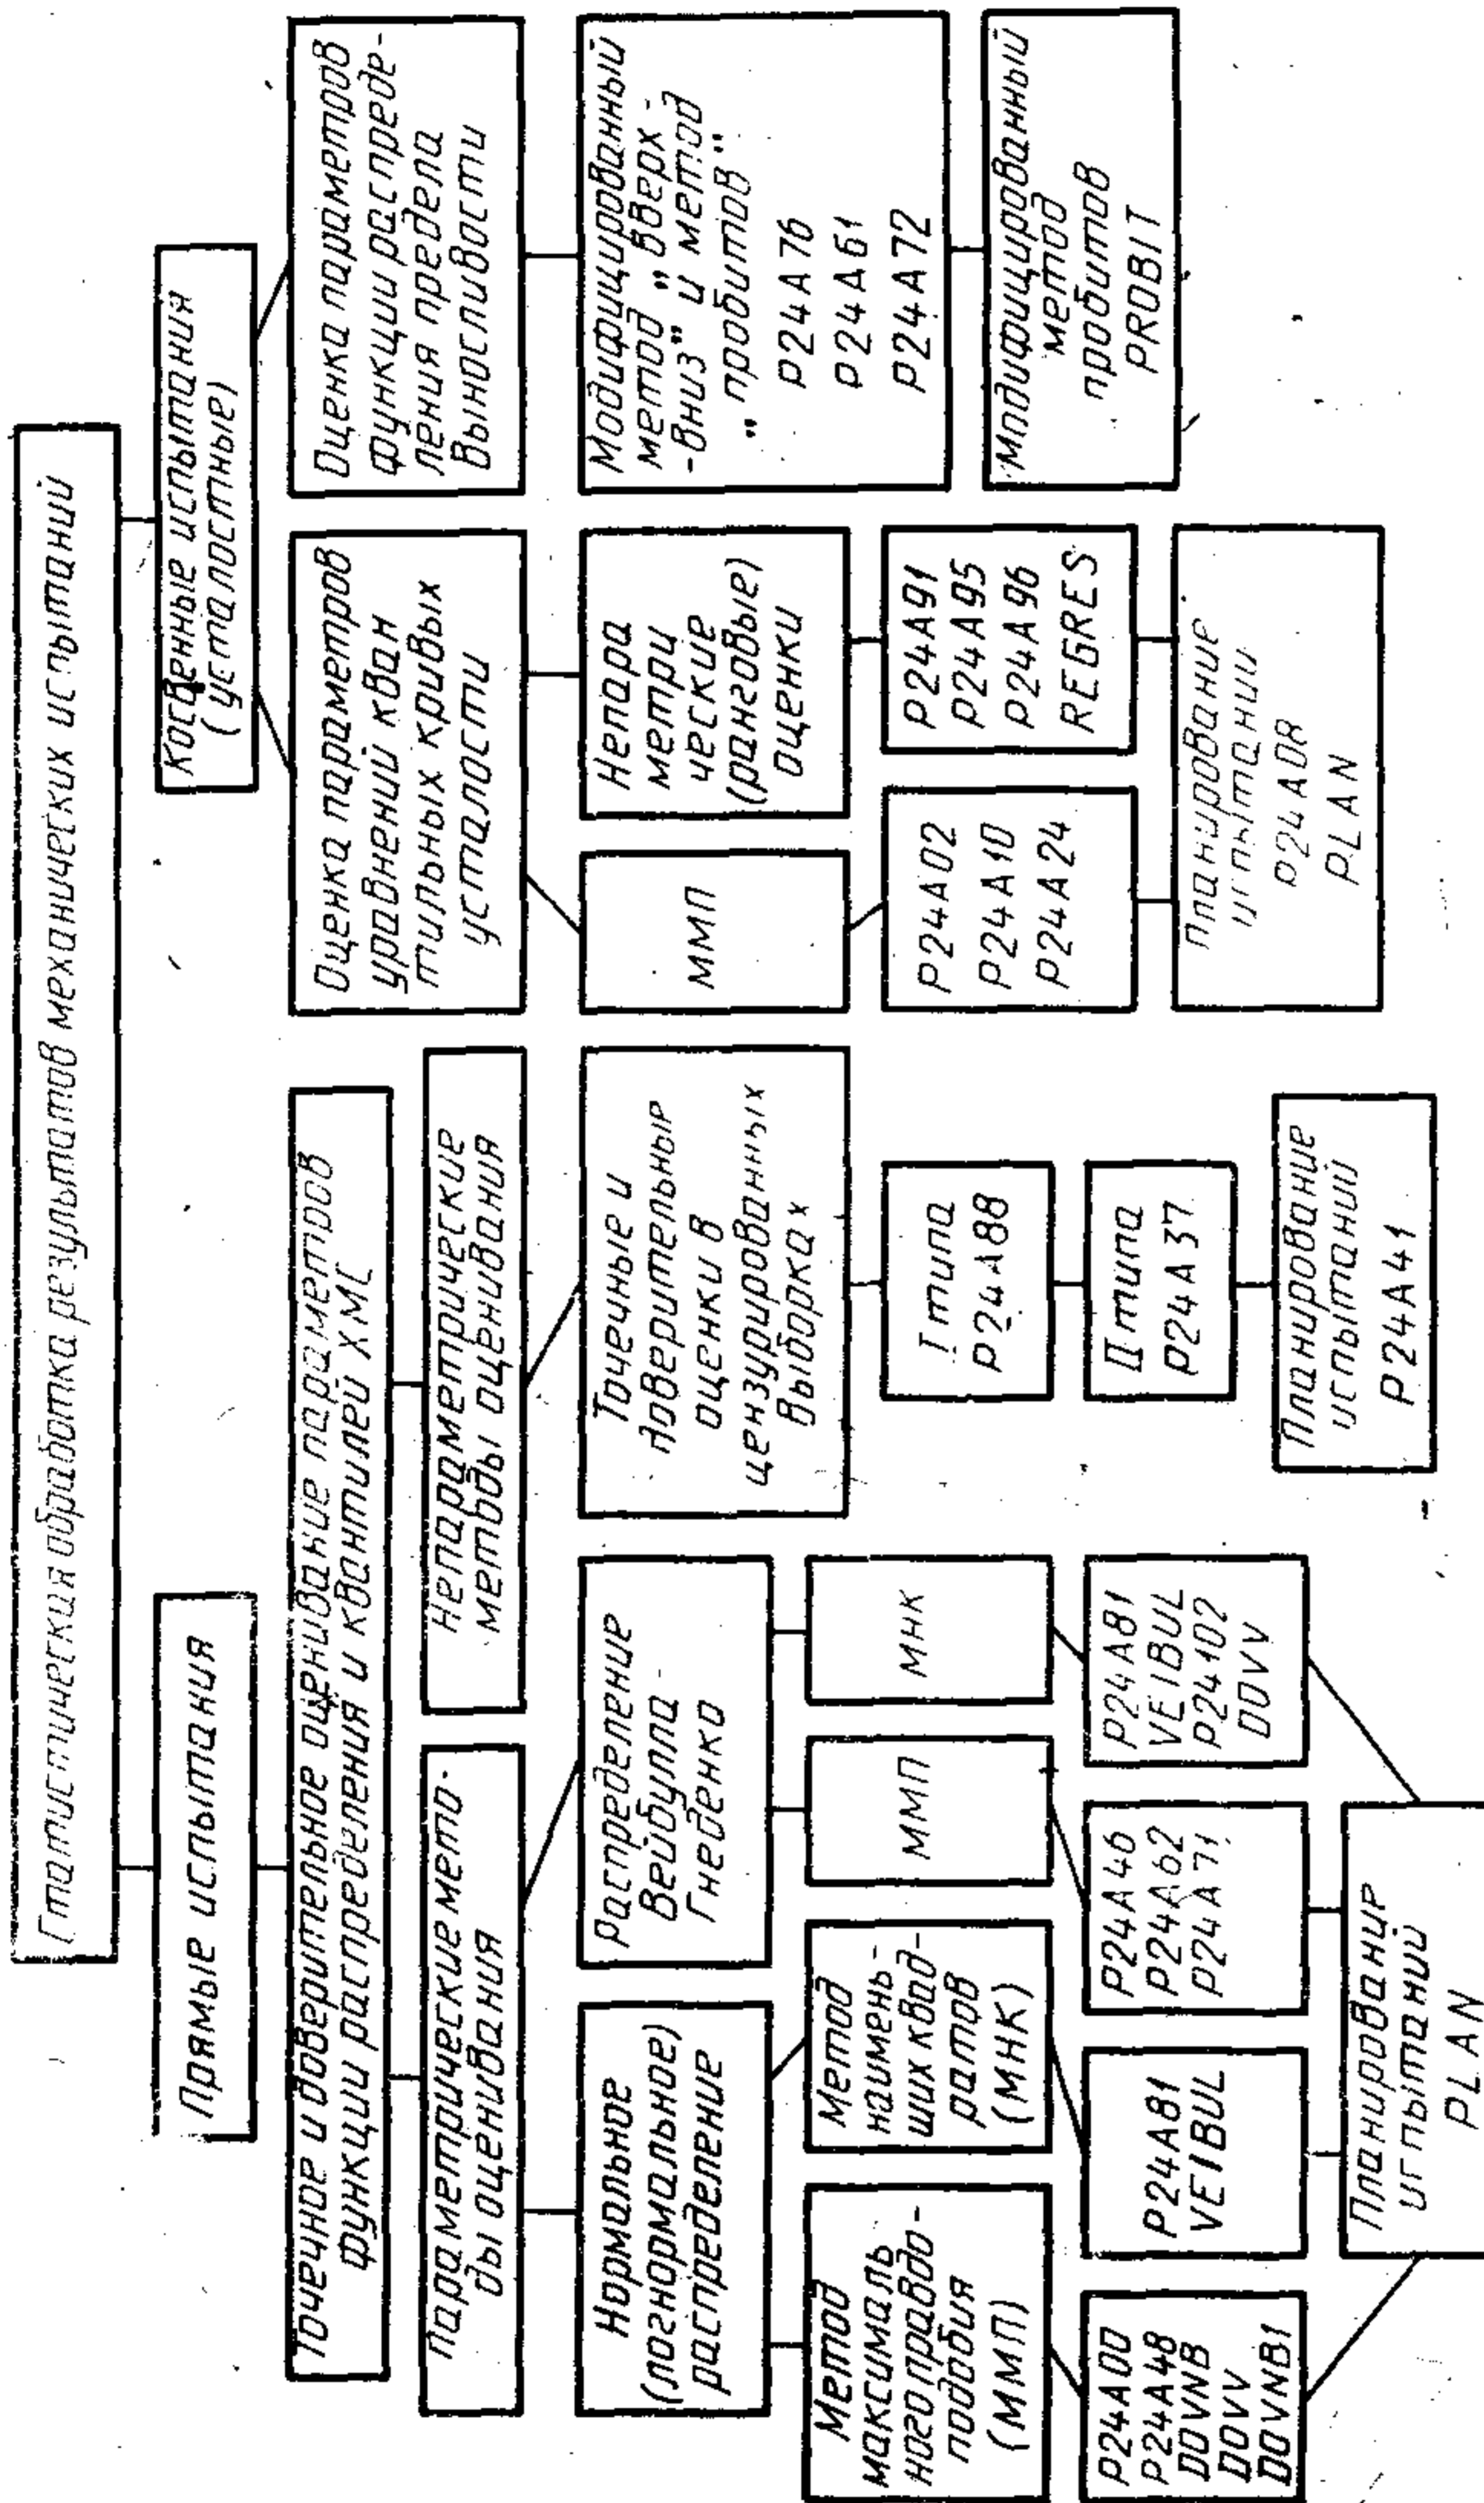 Статистическая обработка результатов механических испытаний
Прямые испытания
Косвенные испытания
(усталостные)
Точечное и доверительное оценивание параметров
функции распределения и квантилей ХМС
Оценка параметров
уравнений кван
тильных кривых
усталости
Оценка параметров
функции распреде-
ления предела
выносливости
Параметрические мето-
ды оценивания
Непараметрические
методы оценивания
Нормальное
(логнормальное)
распределение
Распределение
Вейбулла-
Гнеденко
Точечные и
доверительные
оценки в
цензурированных
выборках
ММП
Непара
метри
ческие
(ранговые)
оценки
Модифицированный
метод "вверх-
-вниз" и метод
"пробитов"
P24A76
P24A61
P24A72
Метод
максималь
ного правдо-
подобия
(ММП)
Метод
наимень-
ших квад-
ратов
(МНК)
ММП
МНК
I типа
P24A88
P24A02
P24A10
P24A24
P24A91
P24A95
P24A96
REGRES
Модифицированный
метод
пробитов
PROBIT
P24A00
P24A48
DOVNB
DOVV
DOVNB1
P24A81
VEIBUL
P24A46
P24A62
P24A71
P24A81
VEIBUL
P24102
DOVV
II типа
P24A37
Планирование
испытаний
P24A08
PLAN
Планирование
испытаний
PLAN
Планирование
испытаний
P24A41